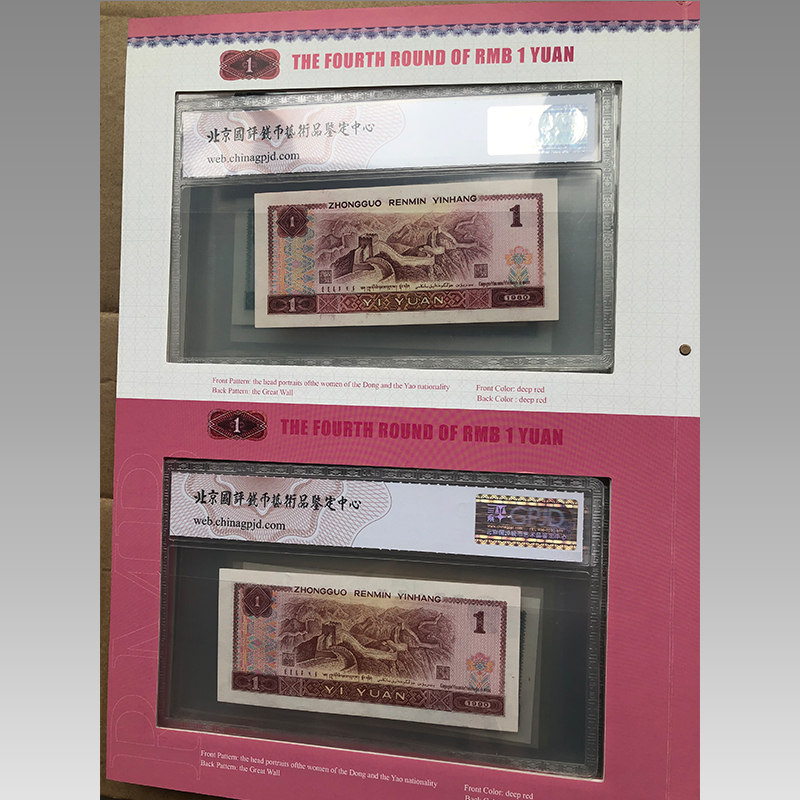 1
THE FOURTH ROUND OF RMB 1 YUAN
北京國評錢币藝術品鑒定中心
web.chinagpjd.com
ZHONGGUO RENMIN YINHANG
1
1
1
YI YUAN
1980
Front Pattern: the head portraits ofthe women of the Dong and the Yao nationality
Front Color: deep red
Back Pattern: the Great Wall
Back Color : deep red
1
THE FOURTH ROUND OF RMB 1 YUAN
北京國評錢币藝術品鑒定中心
web.chinagpjd.com
GPJD
ZHONGGUO RENMIN YINHANG
1
1
1
YI YUAN
1990
RMB
Front Pattern: the head portraits ofthe women of the Dong and the Yao nationality
Front Color: deep red
Back Pattern: the Great Wall